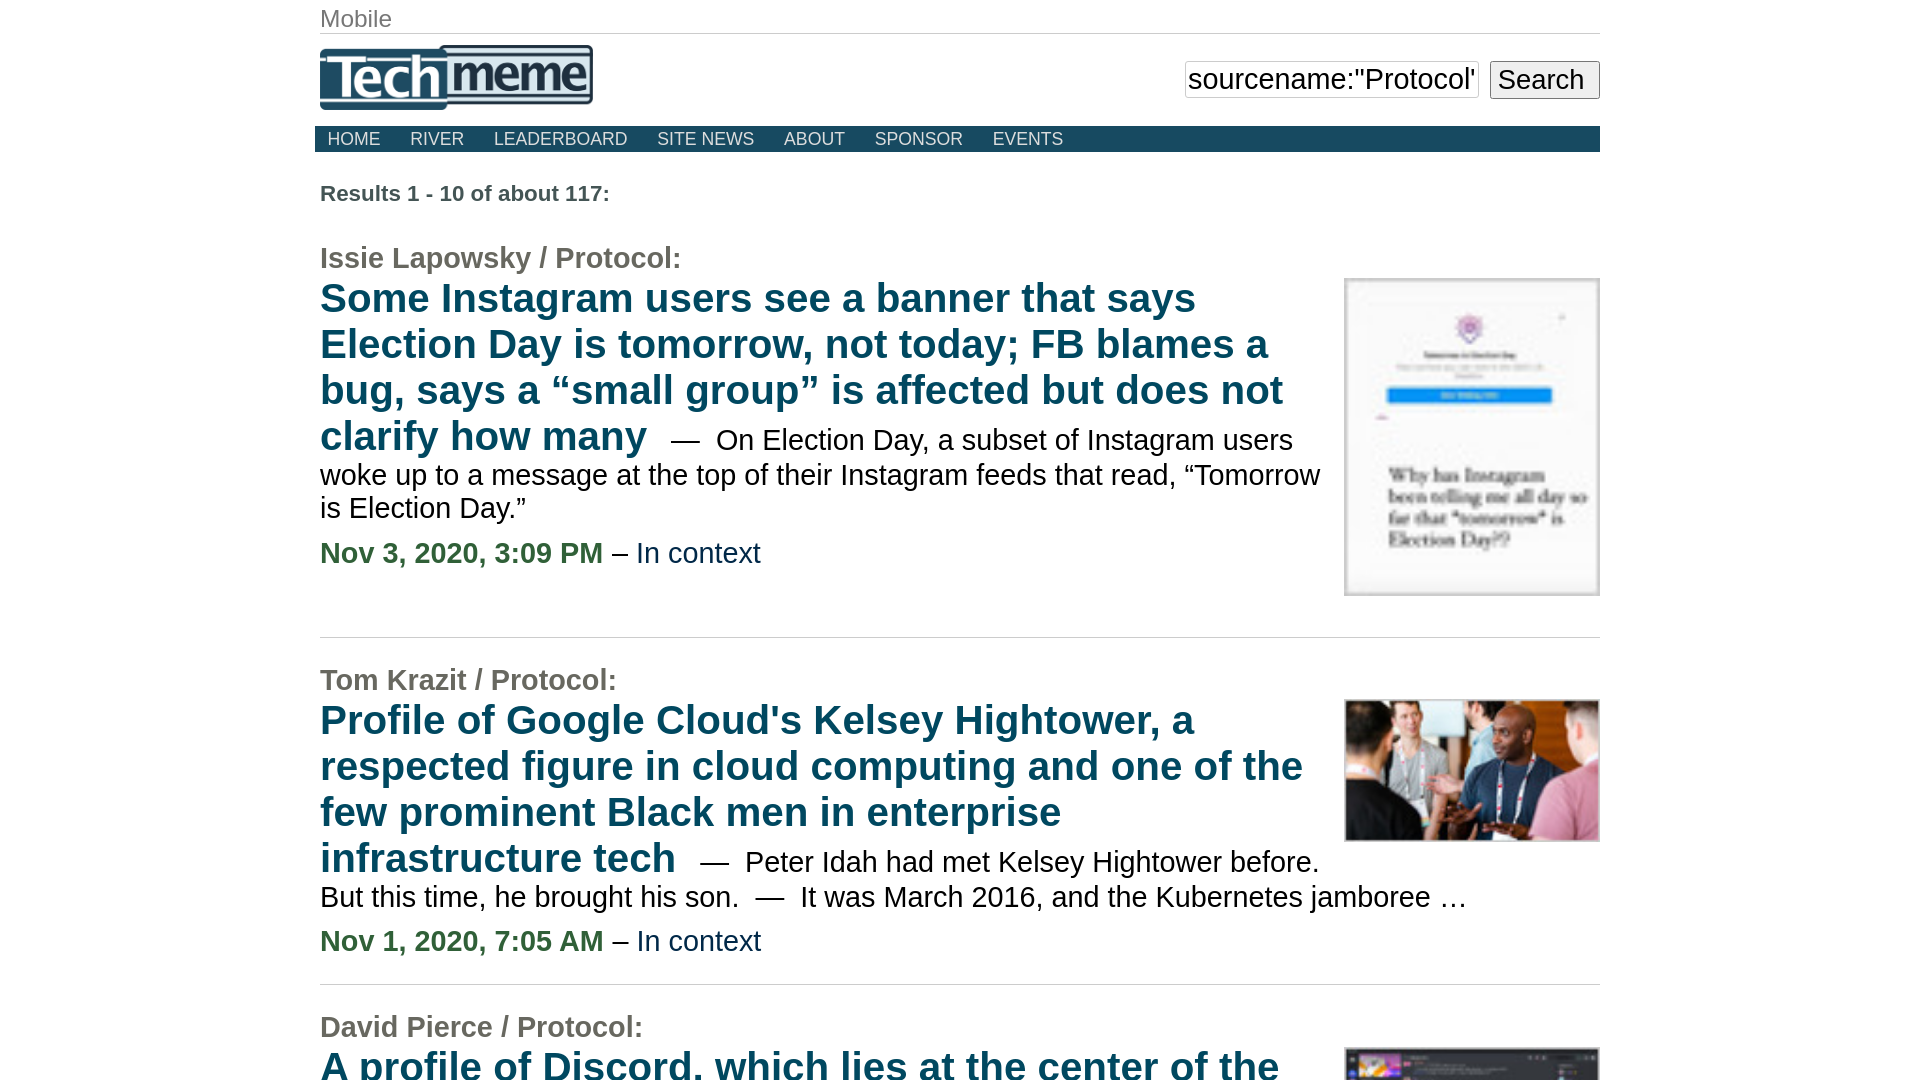 Mobile
Techmeme
sourcename:"Protocol"
Search
HOME RIVER LEADERBOARD SITE NEWS ABOUT SPONSOR EVENTS
Results 1 - 10 of about 117:
Issie Lapowsky / Protocol:
Some Instagram users see a banner that says
Election Day is tomorrow, not today; FB blames a
bug, says a “small group” is affected but does not
clarify how many — On Election Day, a subset of Instagram users
woke up to a message at the top of their Instagram feeds that read, “Tomorrow
is Election Day.”
Nov 3, 2020, 3:09 PM – In context
Why has Instagram
been telling me all day so
far that *tomorrow* is
Election Day??
Tom Krazit / Protocol:
Profile of Google Cloud's Kelsey Hightower, a
respected figure in cloud computing and one of the
few prominent Black men in enterprise
infrastructure tech — Peter Idah had met Kelsey Hightower before.
But this time, he brought his son. — It was March 2016, and the Kubernetes jamboree …
Nov 1, 2020, 7:05 AM – In context
David Pierce / Protocol:
A profile of Discord, which lies at the center of the